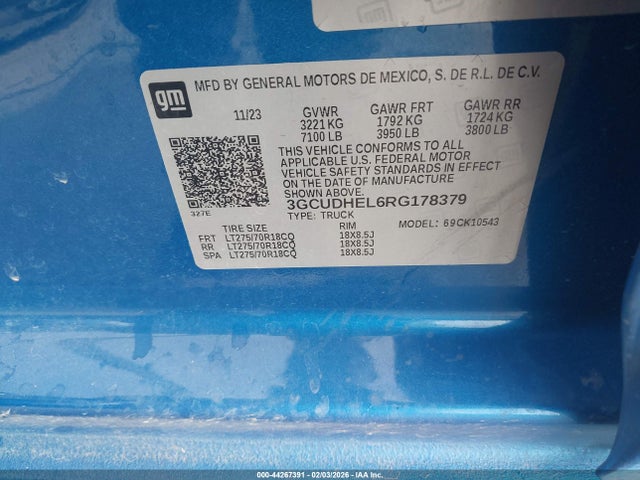 gm
MFD BY GENERAL MOTORS DE MEXICO, S. DE R.L. DE C.V.
11/23 GVWR GAWR FRT GAWR RR
3221 KG 1792 KG 1724 KG
7100 LB 3950 LB 3800 LB
THIS VEHICLE CONFORMS TO ALL
APPLICABLE U.S. FEDERAL MOTOR
VEHICLE SAFETY STANDARDS IN EFFECT
ON THE DATE OF MANUFACTURE
SHOWN ABOVE.
3GCUDHEL6RG178379
327E
TYPE: TRUCK MODEL: 69CK10543
TIRE SIZE RIM
FRT LT275/70R18CQ 18X8.5J
RR LT275/70R18CQ 18X8.5J
SPA LT275/70R18CQ 18X8.5J
gm
000-44267391 - 02/03/2026 - IAA Inc.